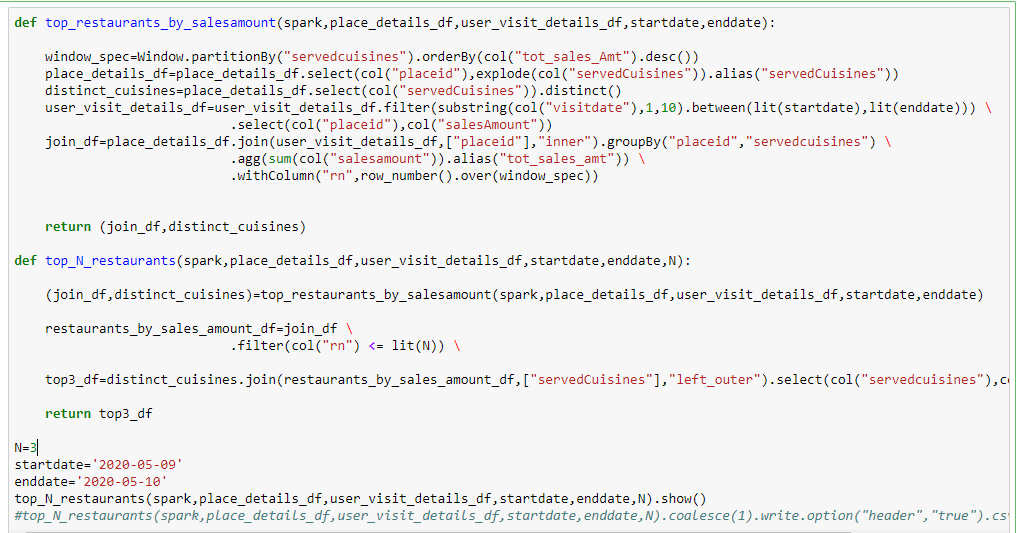 def top_restaurants_by_salesamount(spark,place_details_df,user_visit_details_df,startdate,enddate):
window_spec=Window.partitionBy("servedcuisines").orderBy(col("tot_sales_Amt").desc())
place_details_df=place_details_df.select(col("placeid"),explode(col("servedCuisines")).alias("servedCuisines"))
distinct_cuisines=place_details_df.select(col("servedCuisines")).distinct()
user_visit_details_df=user_visit_details_df.filter(substring(col("visitdate"),1,10).between(lit(startdate),lit(enddate))) \
.select(col("placeid"),col("salesAmount"))
join_df=place_details_df.join(user_visit_details_df,["placeid"],"inner").groupBy("placeid","servedcuisines") \
.agg(sum(col("salesamount")).alias("tot_sales_amt")) \
.withColumn("rn",row_number().over(window_spec))
return (join_df,distinct_cuisines)
def top_N_restaurants(spark,place_details_df,user_visit_details_df,startdate,enddate,N):
(join_df,distinct_cuisines)=top_restaurants_by_salesamount(spark,place_details_df,user_visit_details_df,startdate,enddate)
restaurants_by_sales_amount_df=join_df \
.filter(col("rn") <= lit(N)) \
top3_df=distinct_cuisines.join(restaurants_by_sales_amount_df,["servedCuisines"],"left_outer").select(col("servedcuisines"),c
return top3_df
N=3
startdate='2020-05-09'
enddate='2020-05-10'
top_N_restaurants(spark,place_details_df,user_visit_details_df,startdate,enddate,N).show()
#top_N_restaurants(spark,place_details_df,user_visit_details_df,startdate,enddate,N).coalesce(1).write.option("header","true").cs